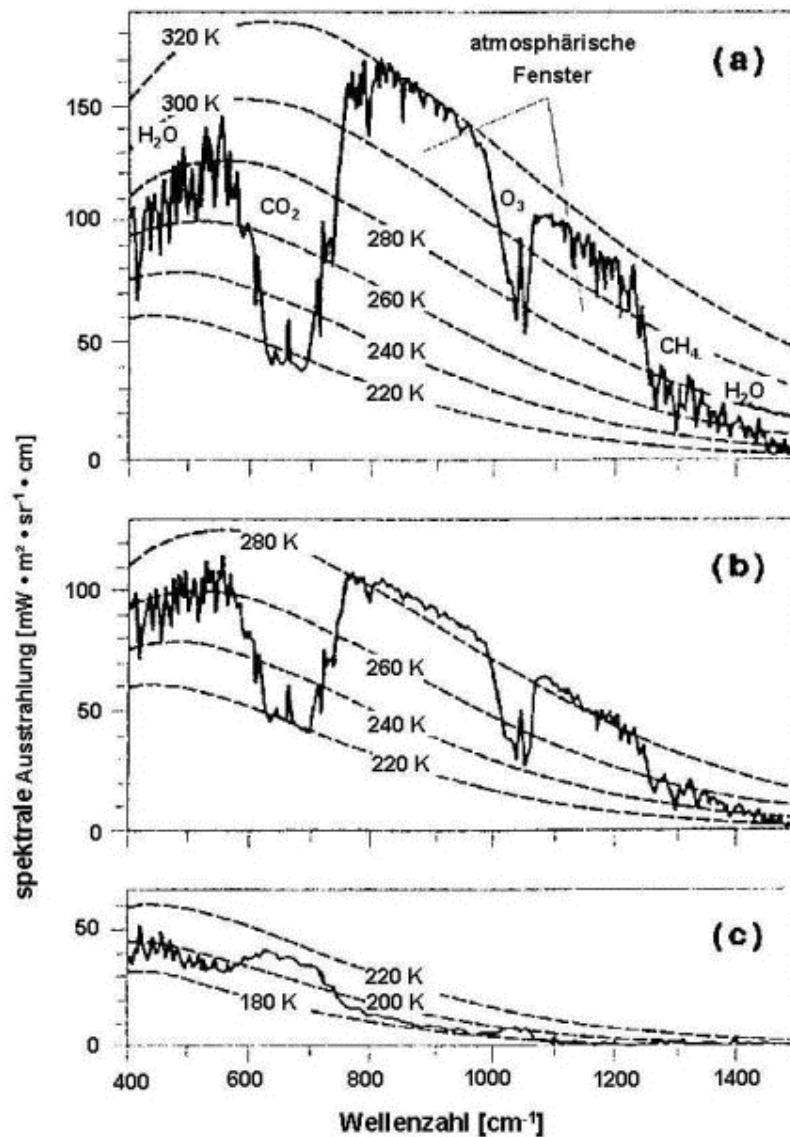 320 K
atmosphärische
Fenster
(a)
150
300 K
H₂O
CO₂
O₃
100
280 K
260 K
50
240 K
CH₄
220 K
H₂O
0
280 K
(b)
100
260 K
50
240 K
220 K
0
(c)
50
220 K
200 K
180 K
0
400 600 800 1000 1200 1400
Wellenzahl [cm⁻¹]
spektrale Ausstrahlung [mW • m² • sr⁻¹ • cm]